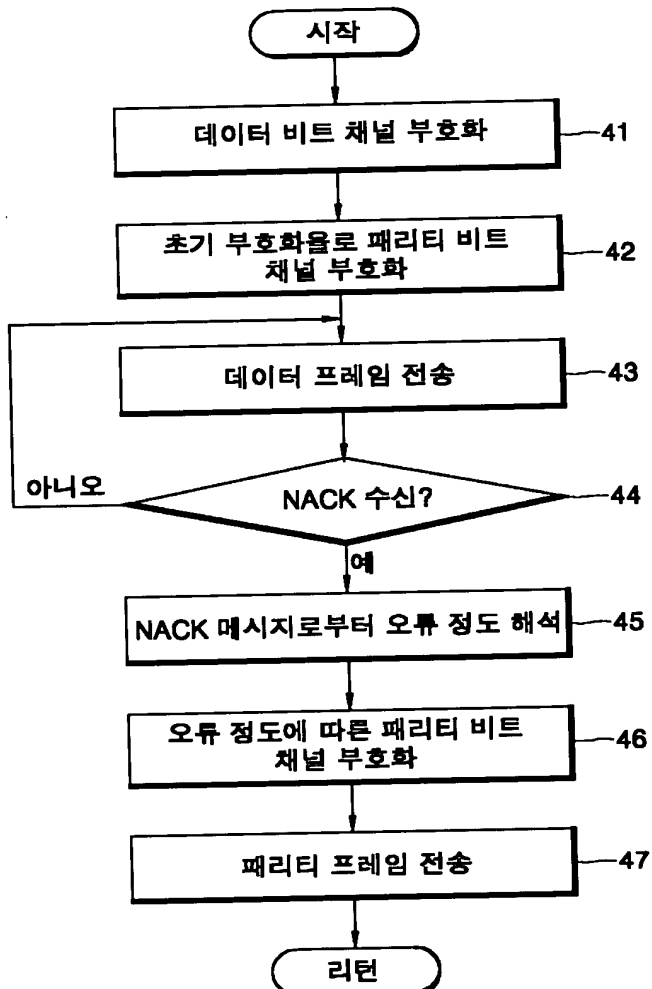 시작
데이터 비트 채널 부호화
41
초기 부호화율로 패리티 비트
채널 부호화
42
데이터 프레임 전송
43
아니오
NACK 수신?
44
예
NACK 메시지로부터 오류 정도 해석
45
오류 정도에 따른 패리티 비트
채널 부호화
46
패리티 프레임 전송
47
리턴